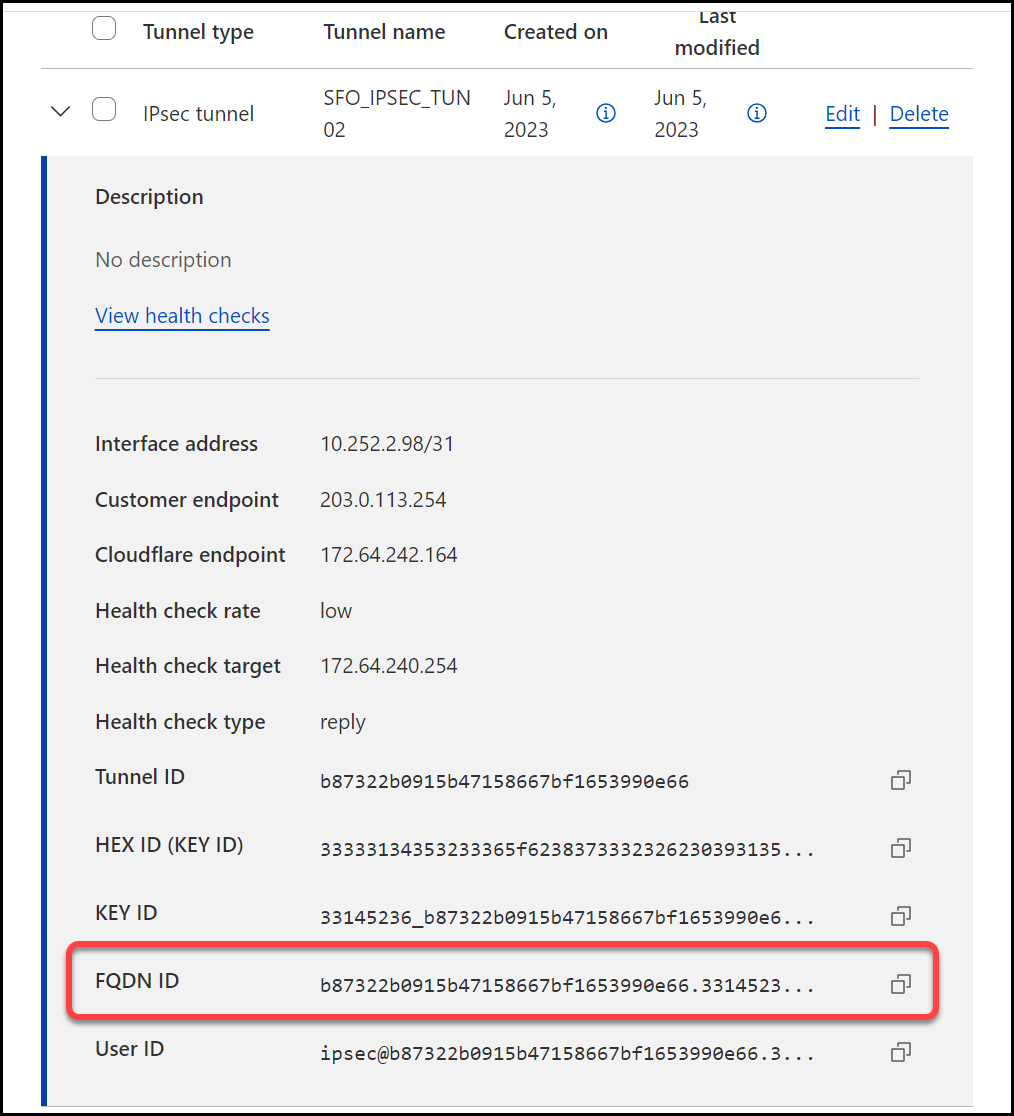 Tunnel type Tunnel name Created on Last modified
IPsec tunnel SFO_IPSEC_TUN02 Jun 5, 2023 Jun 5, 2023 Edit | Delete
Description
No description
View health checks
Interface address 10.252.2.98/31
Customer endpoint 203.0.113.254
Cloudflare endpoint 172.64.242.164
Health check rate low
Health check target 172.64.240.254
Health check type reply
Tunnel ID b87322b0915b47158667bf1653990e66
HEX ID (KEY ID) 33333134353233365f6238373332326230393135...
KEY ID 33145236_b87322b0915b47158667bf1653990e6...
FQDN ID b87322b0915b47158667bf1653990e66.3314523...
User ID ipsec@b87322b0915b47158667bf1653990e66.3...